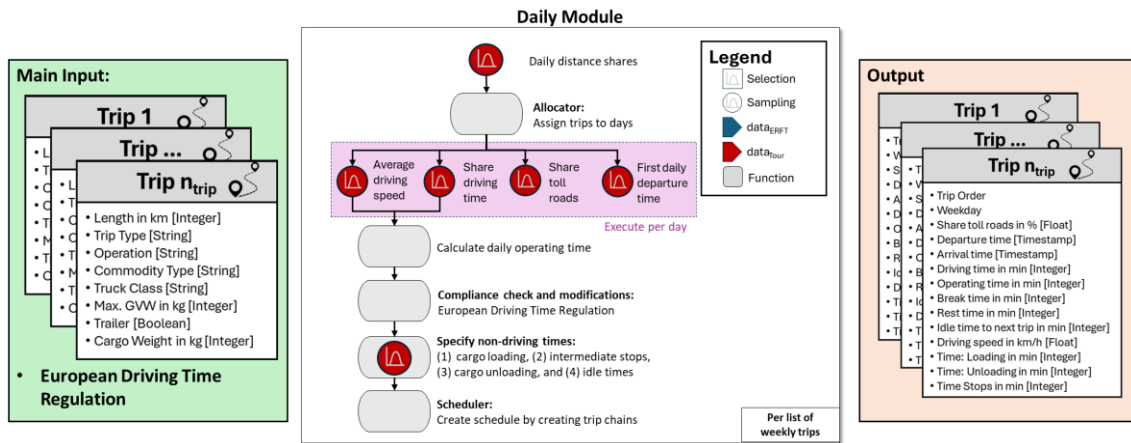 Daily Module
Main Input:
Trip 1
Trip ...
Trip n_trip
• L
• T
• O
• C
• T
• M
• T
• C
• L
• T
• O
• C
• T
• M
• T
• C
• Length in km [Integer]
• Trip Type [String]
• Operation [String]
• Commodity Type [String]
• Truck Class [String]
• Max. GVW in kg [Integer]
• Trailer [Boolean]
• Cargo Weight in kg [Integer]
• European Driving Time
Regulation
Daily distance shares
Allocator:
Assign trips to days
Average
driving
speed
Share
driving
time
Share
toll
roads
First daily
departure
time
Execute per day
Calculate daily operating time
Compliance check and modifications:
European Driving Time Regulation
Specify non-driving times:
(1) cargo loading, (2) intermediate stops,
(3) cargo unloading, and (4) idle times
Scheduler:
Create schedule by creating trip chains
Per list of
weekly trips
Legend
Selection
Sampling
data_ERFT
data_Tour
Function
Output
Trip 1
Trip ...
Trip n_trip
• Trip Order
• Weekday
• Share toll roads in % [Float]
• Departure time [Timestamp]
• Arrival time [Timestamp]
• Driving time in min [Integer]
• Operating time in min [Integer]
• Break time in min [Integer]
• Rest time in min [Integer]
• Idle time to next trip in min [Integer]
• Driving speed in km/h [Float]
• Time: Loading in min [Integer]
• Time: Unloading in min [Integer]
• Time Stops in min [Integer]